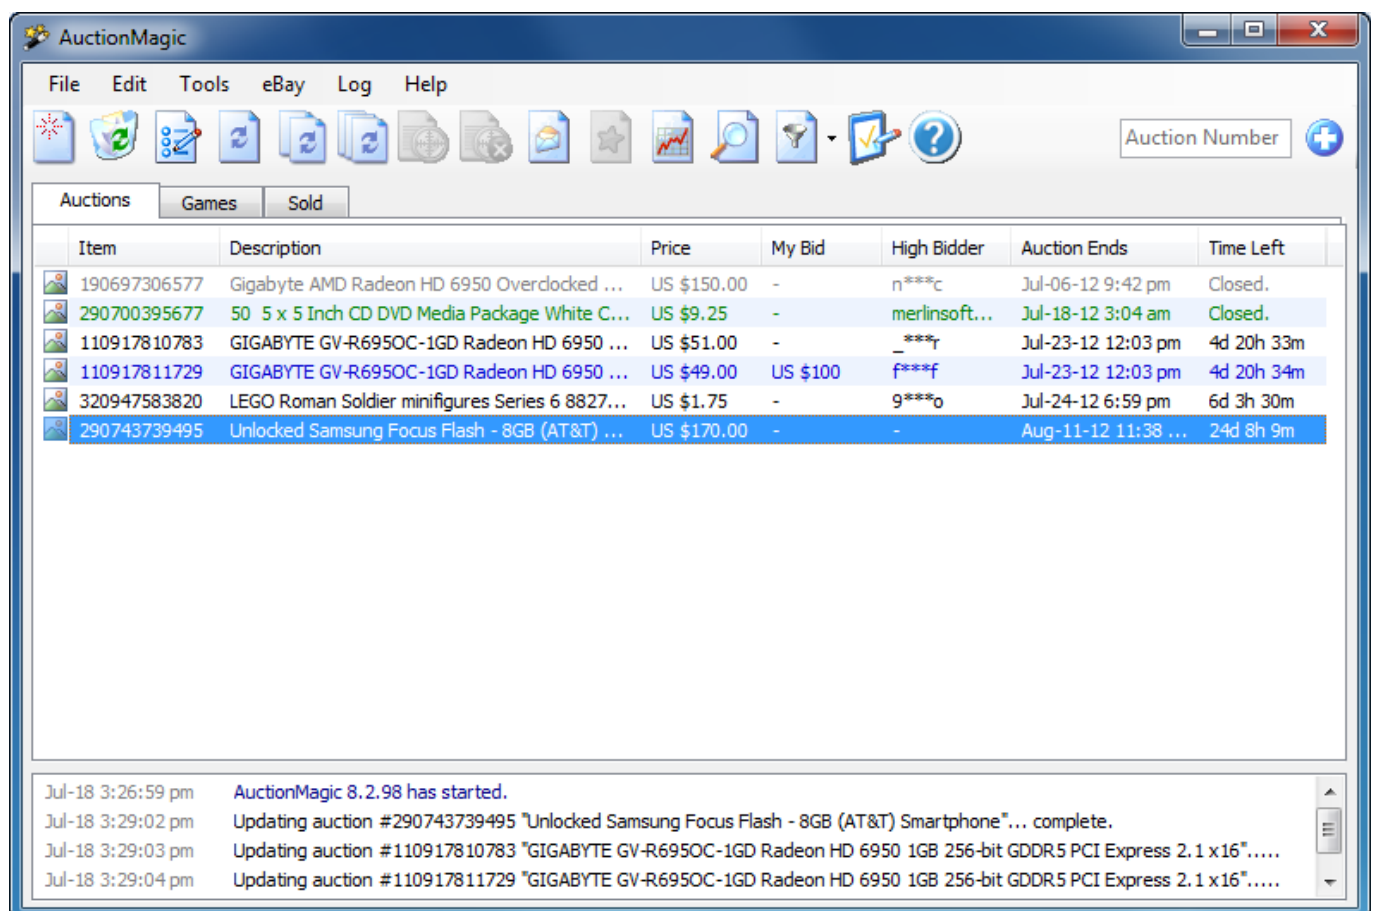 AuctionMagic
File Edit Tools eBay Log Help
Auction Number
Auctions Games Sold
Item Description Price My Bid High Bidder Auction Ends Time Left
190697306577 Gigabyte AMD Radeon HD 6950 Overclocked ... US $150.00 - n***c Jul-06-12 9:42 pm Closed.
290700395677 50 5 x 5 Inch CD DVD Media Package White C... US $9.25 - merlinsoft... Jul-18-12 3:04 am Closed.
110917810783 GIGABYTE GV-R695OC-1GD Radeon HD 6950 ... US $51.00 - _***r Jul-23-12 12:03 pm 4d 20h 33m
110917811729 GIGABYTE GV-R695OC-1GD Radeon HD 6950 ... US $49.00 US $100 f***f Jul-23-12 12:03 pm 4d 20h 34m
320947583820 LEGO Roman Soldier minifigures Series 6 8827... US $1.75 - 9***o Jul-24-12 6:59 pm 6d 3h 30m
290743739495 Unlocked Samsung Focus Flash - 8GB (AT&T) ... US $170.00 - - Aug-11-12 11:38 ... 24d 8h 9m
Jul-18 3:26:59 pm AuctionMagic 8.2.98 has started.
Jul-18 3:29:02 pm Updating auction #290743739495 "Unlocked Samsung Focus Flash - 8GB (AT&T) Smartphone"... complete.
Jul-18 3:29:03 pm Updating auction #110917810783 "GIGABYTE GV-R695OC-1GD Radeon HD 6950 1GB 256-bit GDDR5 PCI Express 2.1 x16".....
Jul-18 3:29:04 pm Updating auction #110917811729 "GIGABYTE GV-R695OC-1GD Radeon HD 6950 1GB 256-bit GDDR5 PCI Express 2.1 x16".....